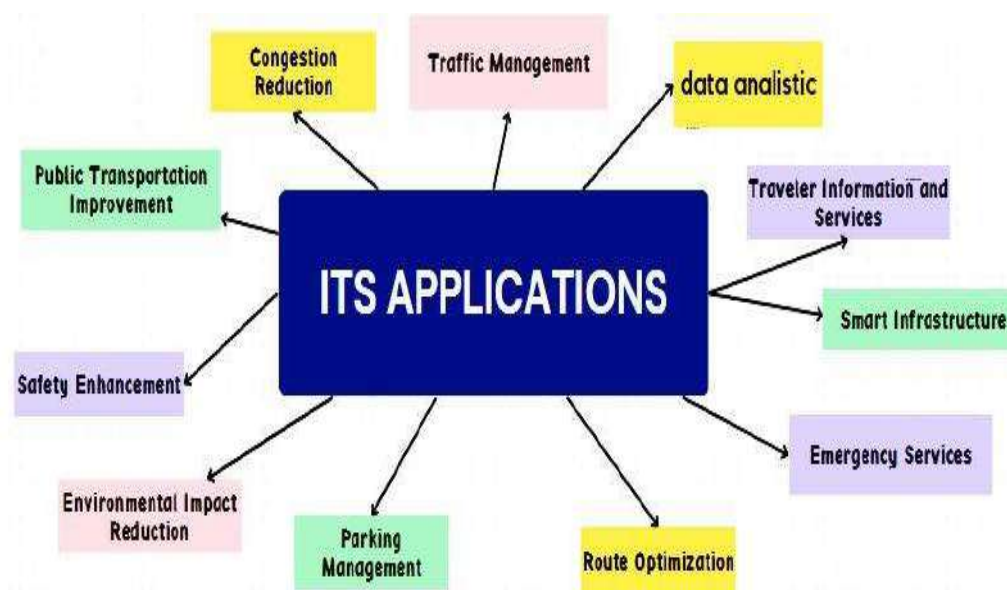 Congestion
Reduction
Traffic Management
data analistic
Public Transportation
Improvement
Traveler Information and
Services
ITS APPLICATIONS
Smart Infrastructure
Safety Enhancement
Emergency Services
Environmental Impact
Reduction
Parking
Management
Route Optimization